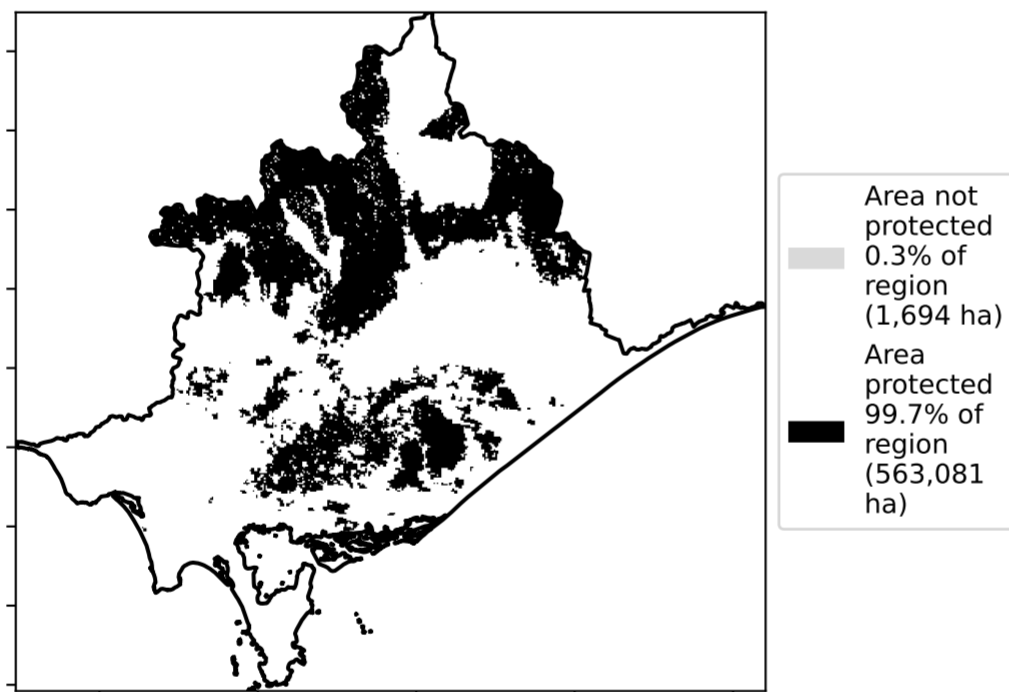 Area not
protected
0.3% of
region
(1,694 ha)
Area
protected
99.7% of
region
(563,081
ha)